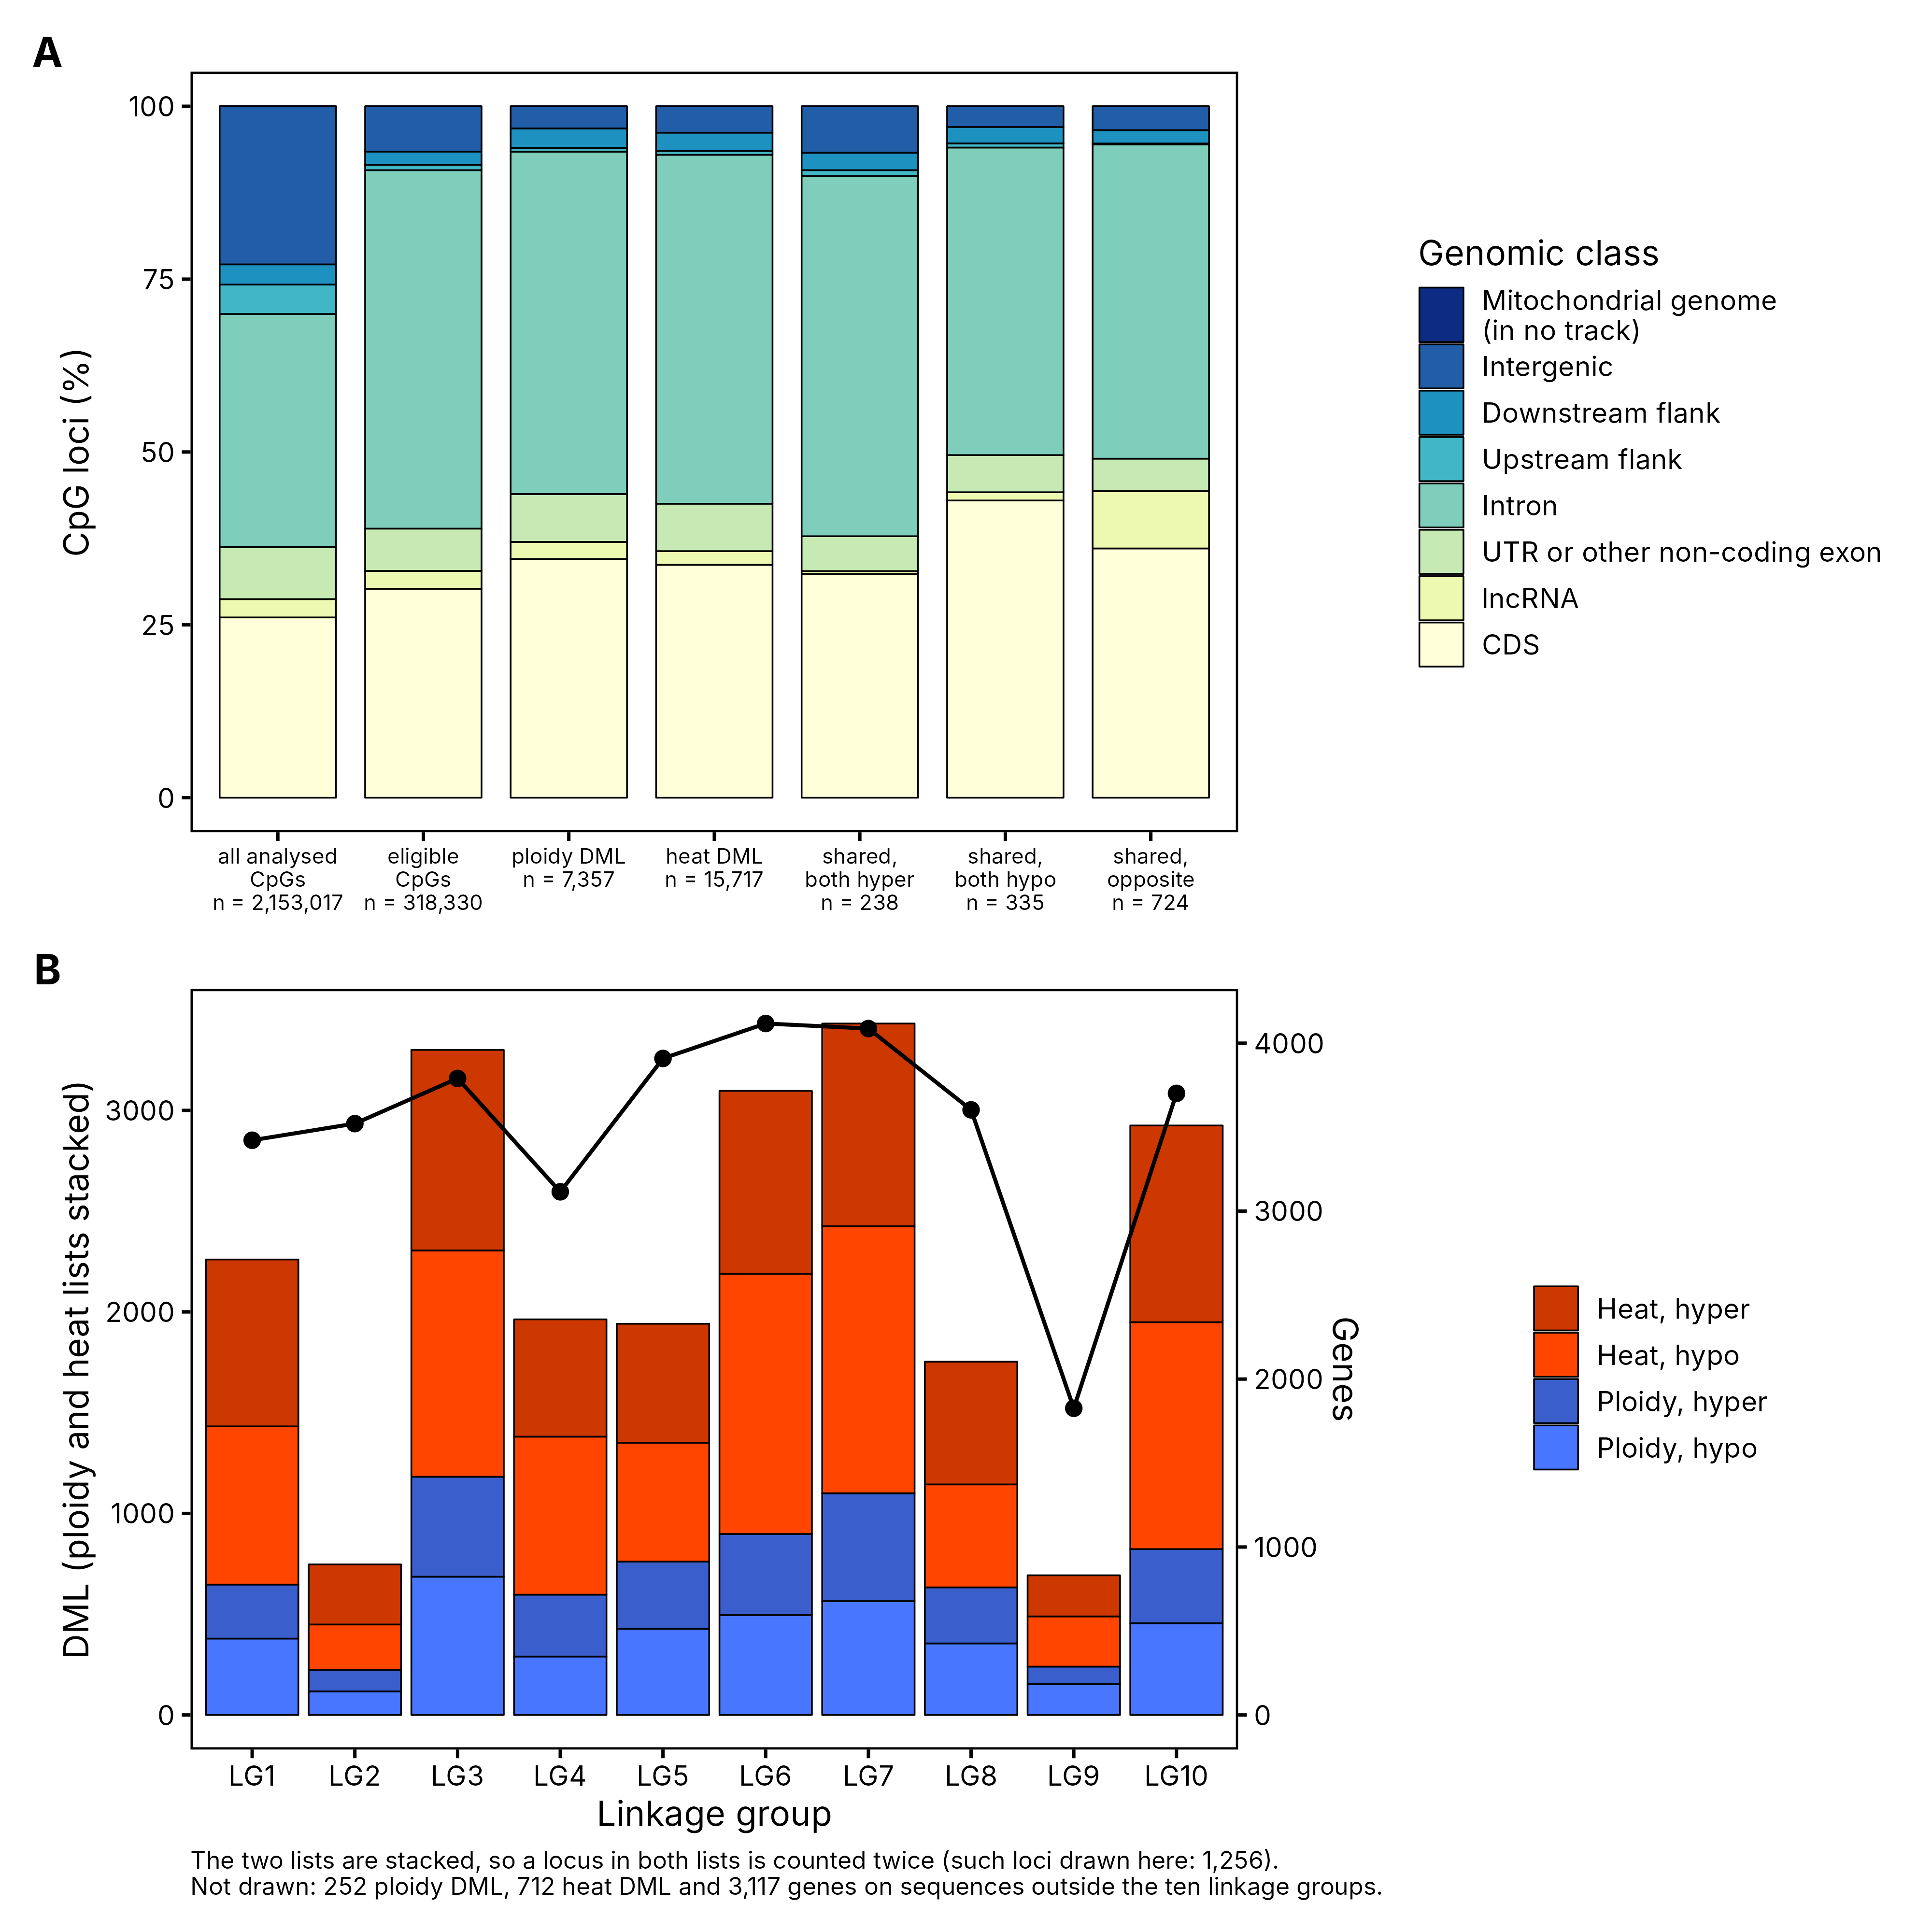 A
CpG loci (%)
100
75
50
25
0
all analysed
CpGs
n = 2,153,017
eligible
CpGs
n = 318,330
ploidy DML
n = 7,357
heat DML
n = 15,717
shared,
both hyper
n = 238
shared,
both hypo
n = 335
shared,
opposite
n = 724
Genomic class
Mitochondrial genome
(in no track)
Intergenic
Downstream flank
Upstream flank
Intron
UTR or other non-coding exon
lncRNA
CDS
B
DML (ploidy and heat lists stacked)
3000
2000
1000
0
4000
3000
2000
1000
0
Genes
LG1
LG2
LG3
LG4
LG5
LG6
LG7
LG8
LG9
LG10
Linkage group
Heat, hyper
Heat, hypo
Ploidy, hyper
Ploidy, hypo
The two lists are stacked, so a locus in both lists is counted twice (such loci drawn here: 1,256).
Not drawn: 252 ploidy DML, 712 heat DML and 3,117 genes on sequences outside the ten linkage groups.